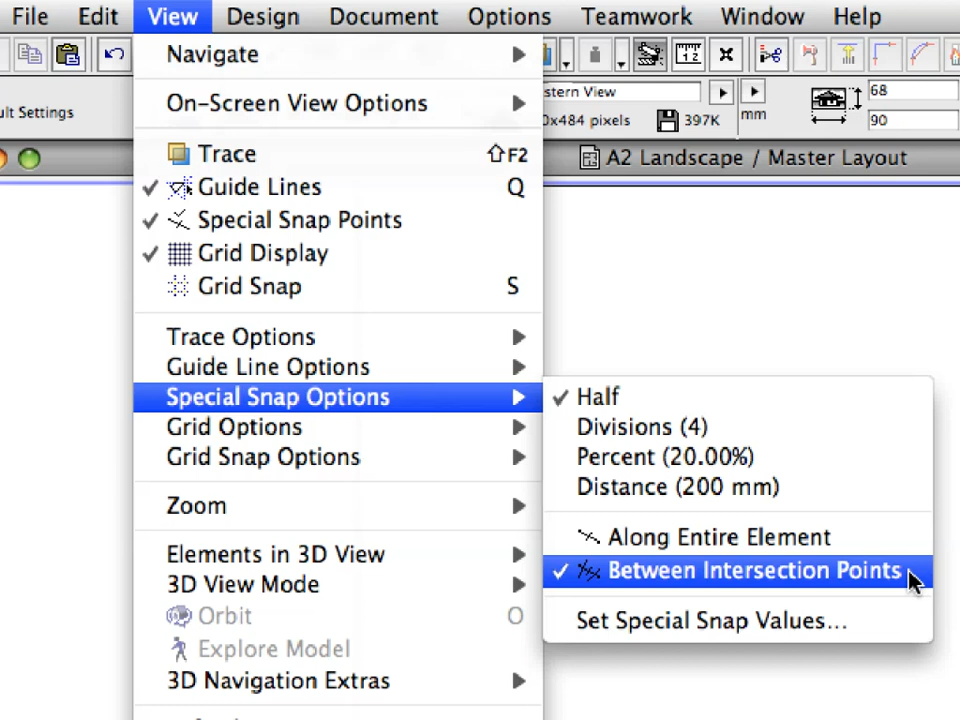 File Edit View Design Document Options Teamwork Window Help
Navigate
On-Screen View Options
stern View
68
ult Settings
0x484 pixels 397K mm
90
Trace ⇧F2
A2 Landscape / Master Layout
✓ Guide Lines Q
✓ Special Snap Points
✓ Grid Display
Grid Snap S
Trace Options
Guide Line Options
Special Snap Options
Grid Options
Grid Snap Options
Zoom
Elements in 3D View
3D View Mode
Orbit O
Explore Model
3D Navigation Extras
✓ Half
Divisions (4)
Percent (20.00%)
Distance (200 mm)
Along Entire Element
✓ Between Intersection Points
Set Special Snap Values...